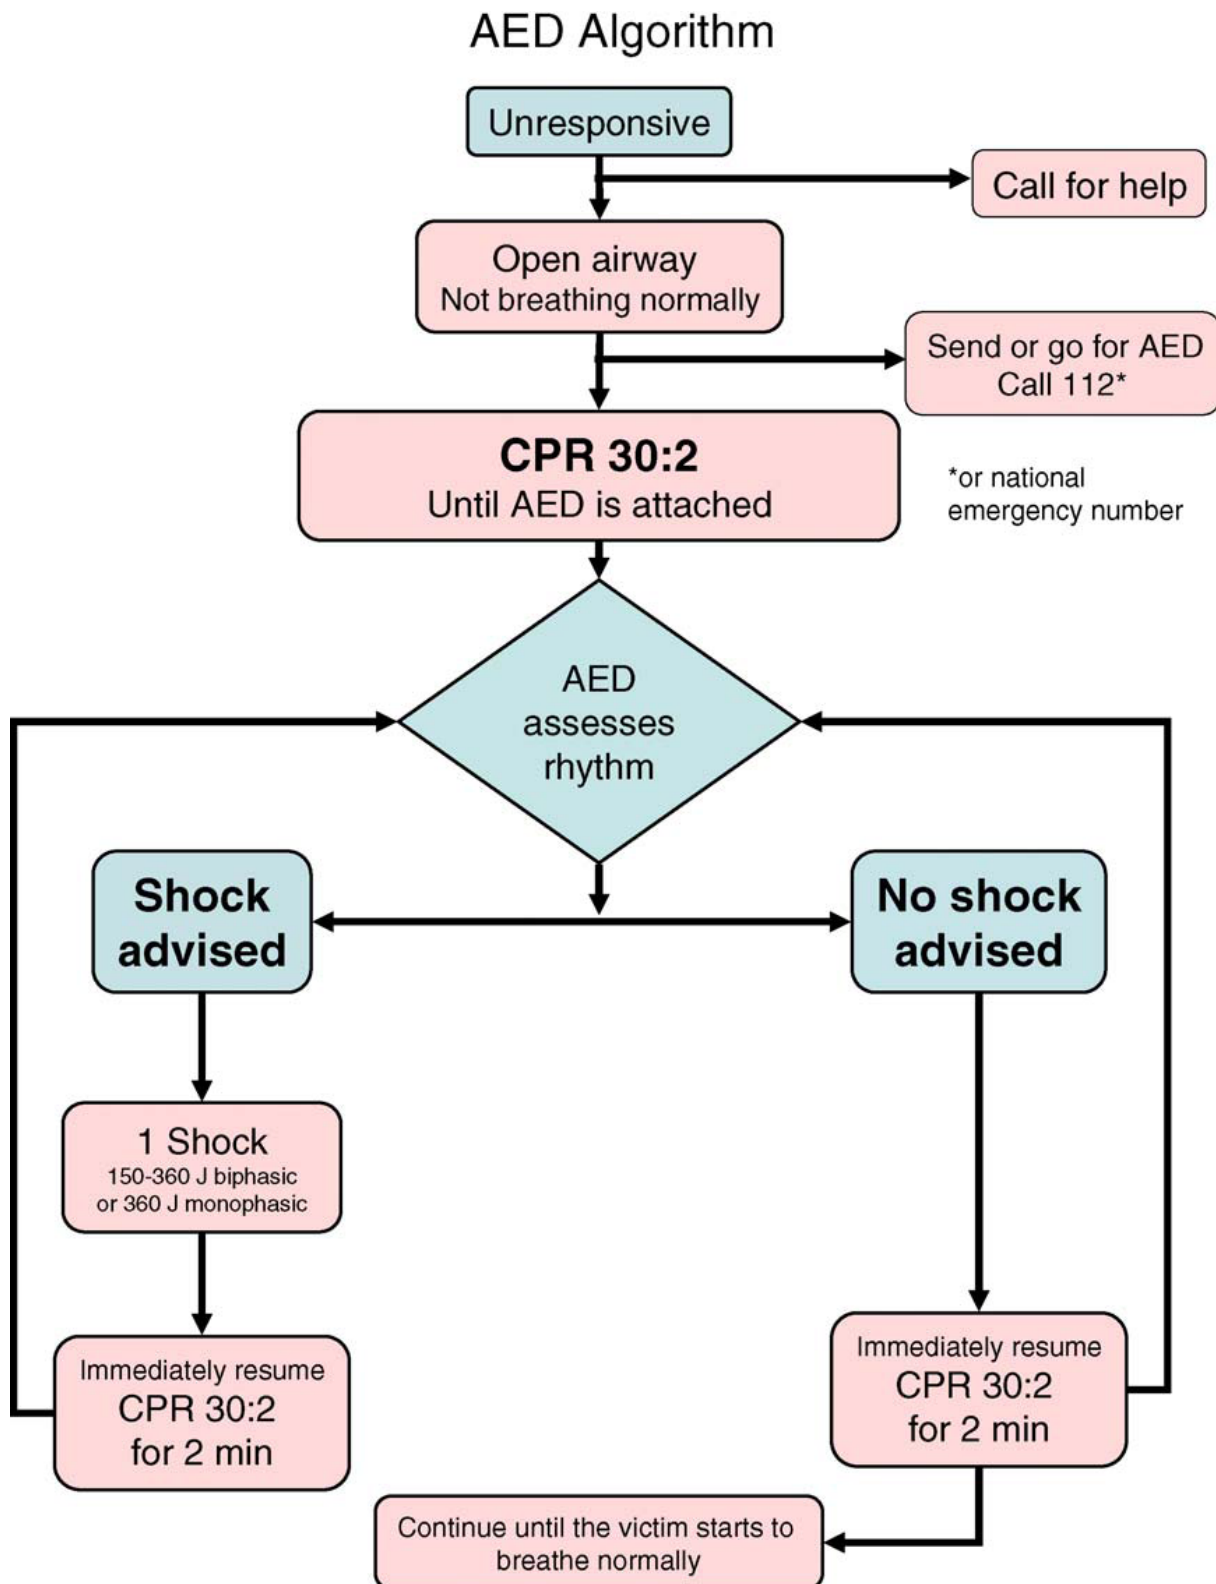 AED Algorithm
Unresponsive
Call for help
Open airway
Not breathing normally
Send or go for AED
Call 112*
CPR 30:2
Until AED is attached
*or national
emergency number
AED
assesses
rhythm
Shock
advised
No shock
advised
1 Shock
150-360 J biphasic
or 360 J monophasic
Immediately resume
CPR 30:2
for 2 min
Immediately resume
CPR 30:2
for 2 min
Continue until the victim starts to
breathe normally